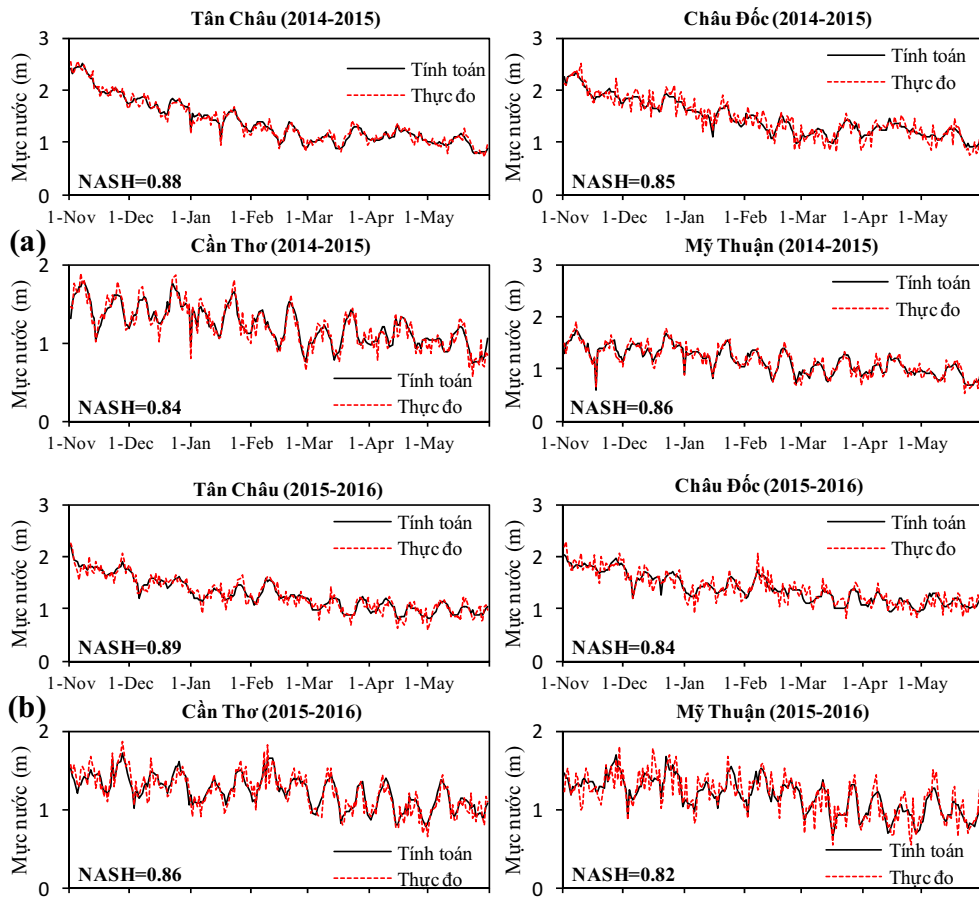 Tân Châu (2014-2015)
Mực nước (m)
3
2
1
0
Tính toán
Thực đo
NASH=0.88
1-Nov 1-Dec 1-Jan 1-Feb 1-Mar 1-Apr 1-May
Châu Đốc (2014-2015)
Mực nước (m)
3
2
1
0
Tính toán
Thực đo
NASH=0.85
1-Nov 1-Dec 1-Jan 1-Feb 1-Mar 1-Apr 1-May
(a)
Cần Thơ (2014-2015)
Mực nước (m)
2
1
0
Tính toán
Thực đo
NASH=0.84
1-Nov 1-Dec 1-Jan 1-Feb 1-Mar 1-Apr 1-May
Mỹ Thuận (2014-2015)
Mực nước (m)
3
2
1
0
Tính toán
Thực đo
NASH=0.86
1-Nov 1-Dec 1-Jan 1-Feb 1-Mar 1-Apr 1-May
Tân Châu (2015-2016)
Mực nước (m)
3
2
1
0
Tính toán
Thực đo
NASH=0.89
1-Nov 1-Dec 1-Jan 1-Feb 1-Mar 1-Apr 1-May
Châu Đốc (2015-2016)
Mực nước (m)
3
2
1
0
Tính toán
Thực đo
NASH=0.84
1-Nov 1-Dec 1-Jan 1-Feb 1-Mar 1-Apr 1-May
(b)
Cần Thơ (2015-2016)
Mực nước (m)
2
1
0
Tính toán
Thực đo
NASH=0.86
Mỹ Thuận (2015-2016)
Mực nước (m)
2
1
0
Tính toán
Thực đo
NASH=0.82